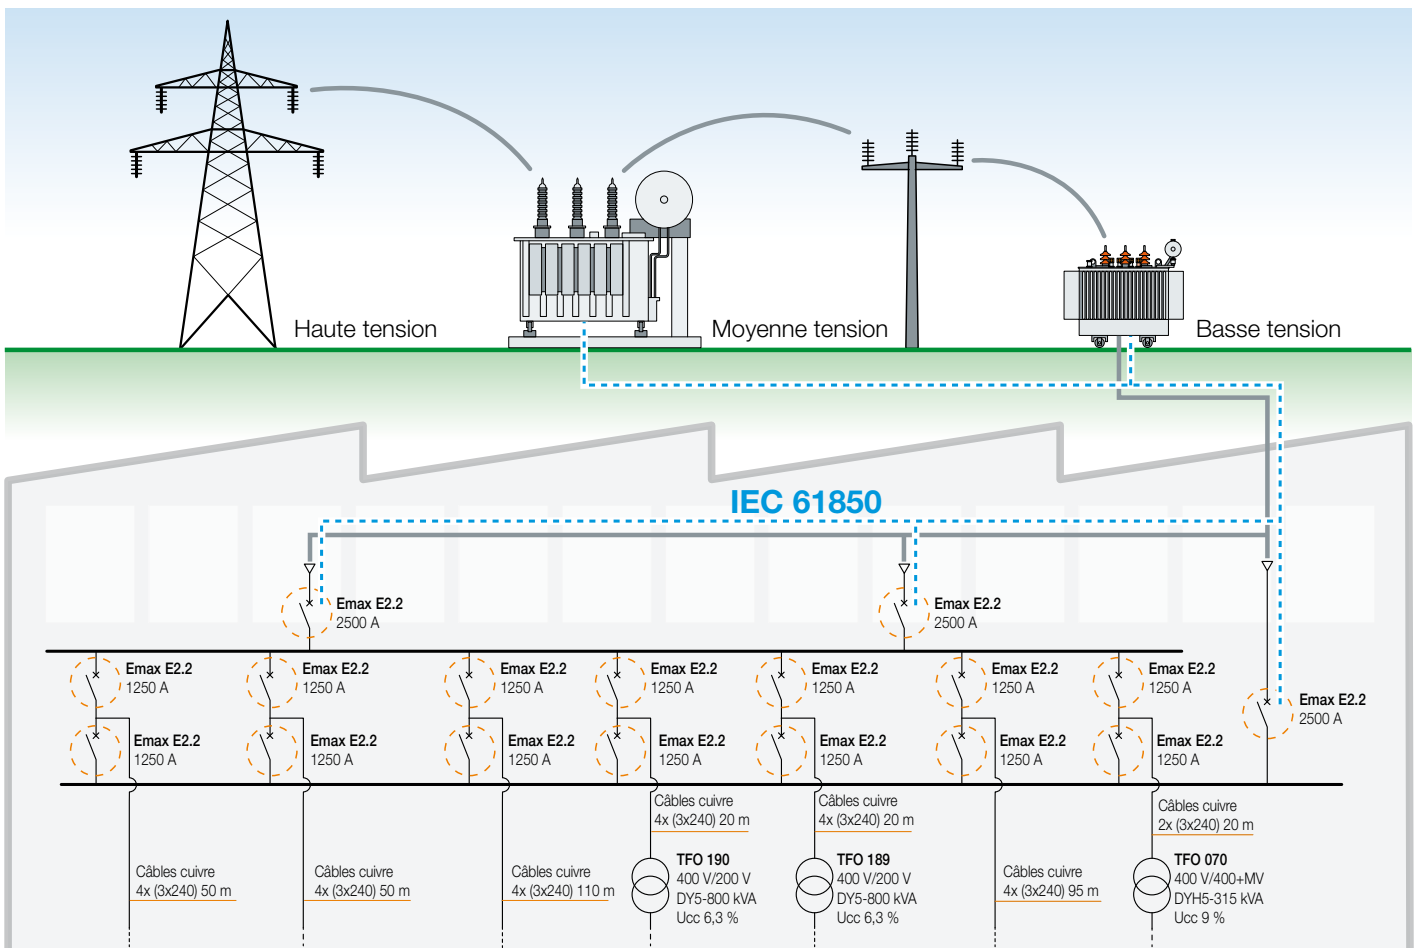 Haute tension
Moyenne tension
Basse tension
IEC 61850
Emax E2.2
2500 A
Emax E2.2
2500 A
Emax E2.2
1250 A
Emax E2.2
1250 A
Emax E2.2
1250 A
Emax E2.2
1250 A
Emax E2.2
1250 A
Emax E2.2
1250 A
Emax E2.2
1250 A
Emax E2.2
2500 A
Emax E2.2
1250 A
Emax E2.2
1250 A
Emax E2.2
1250 A
Emax E2.2
1250 A
Emax E2.2
1250 A
Emax E2.2
1250 A
Emax E2.2
1250 A
Câbles cuivre
4x (3x240) 20 m
Câbles cuivre
4x (3x240) 20 m
Câbles cuivre
2x (3x240) 20 m
Câbles cuivre
4x (3x240) 50 m
Câbles cuivre
4x (3x240) 50 m
Câbles cuivre
4x (3x240) 110 m
TFO 190
400 V/200 V
DY5-800 kVA
Ucc 6,3 %
TFO 189
400 V/200 V
DY5-800 kVA
Ucc 6,3 %
Câbles cuivre
4x (3x240) 95 m
TFO 070
400 V/400+MV
DYH5-315 kVA
Ucc 9 %